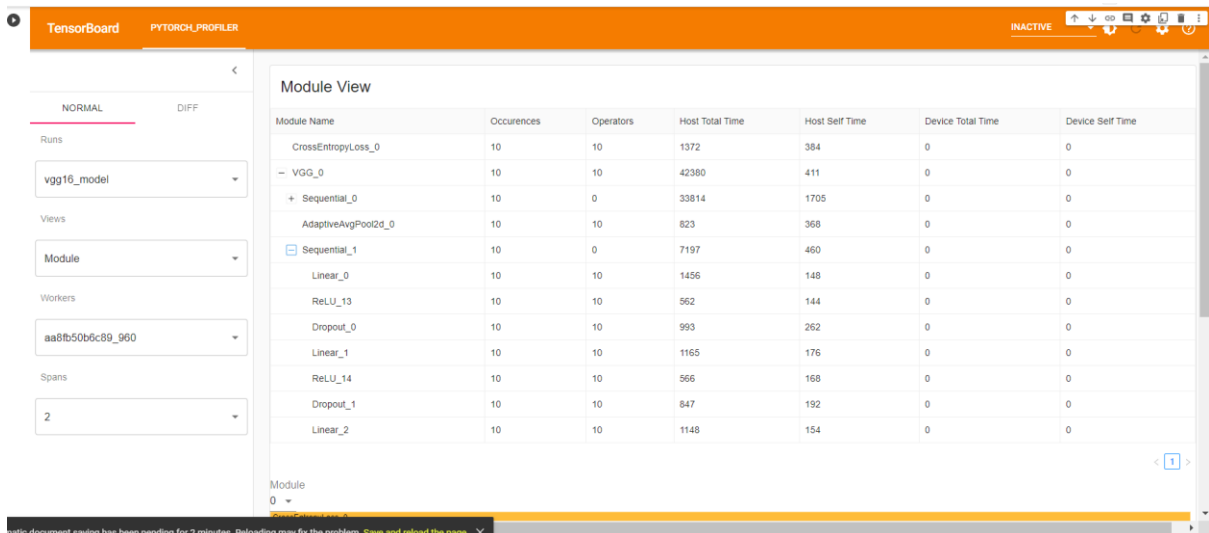 TensorBoard PYTORCH_PROFILER INACTIVE
Module View
NORMAL DIFF
Module Name Occurences Operators Host Total Time Host Self Time Device Total Time Device Self Time
Runs
CrossEntropyLoss_0 10 10 1372 384 0 0
vgg16_model
− VGG_0 10 10 42380 411 0 0
+ Sequential_0 10 0 33814 1705 0 0
Views
AdaptiveAvgPool2d_0 10 10 823 368 0 0
Module
− Sequential_1 10 0 7197 460 0 0
Linear_0 10 10 1456 148 0 0
Workers
ReLU_13 10 10 562 144 0 0
aa8fb50b6c89_960
Dropout_0 10 10 993 262 0 0
Linear_1 10 10 1165 176 0 0
Spans
ReLU_14 10 10 566 168 0 0
2
Dropout_1 10 10 847 192 0 0
Linear_2 10 10 1148 154 0 0
< 1 >
Module
0
CrossEntropyLoss_0
document saving has been pending for 2 minutes. Reloading may fix the problem. Save and reload the page. ×